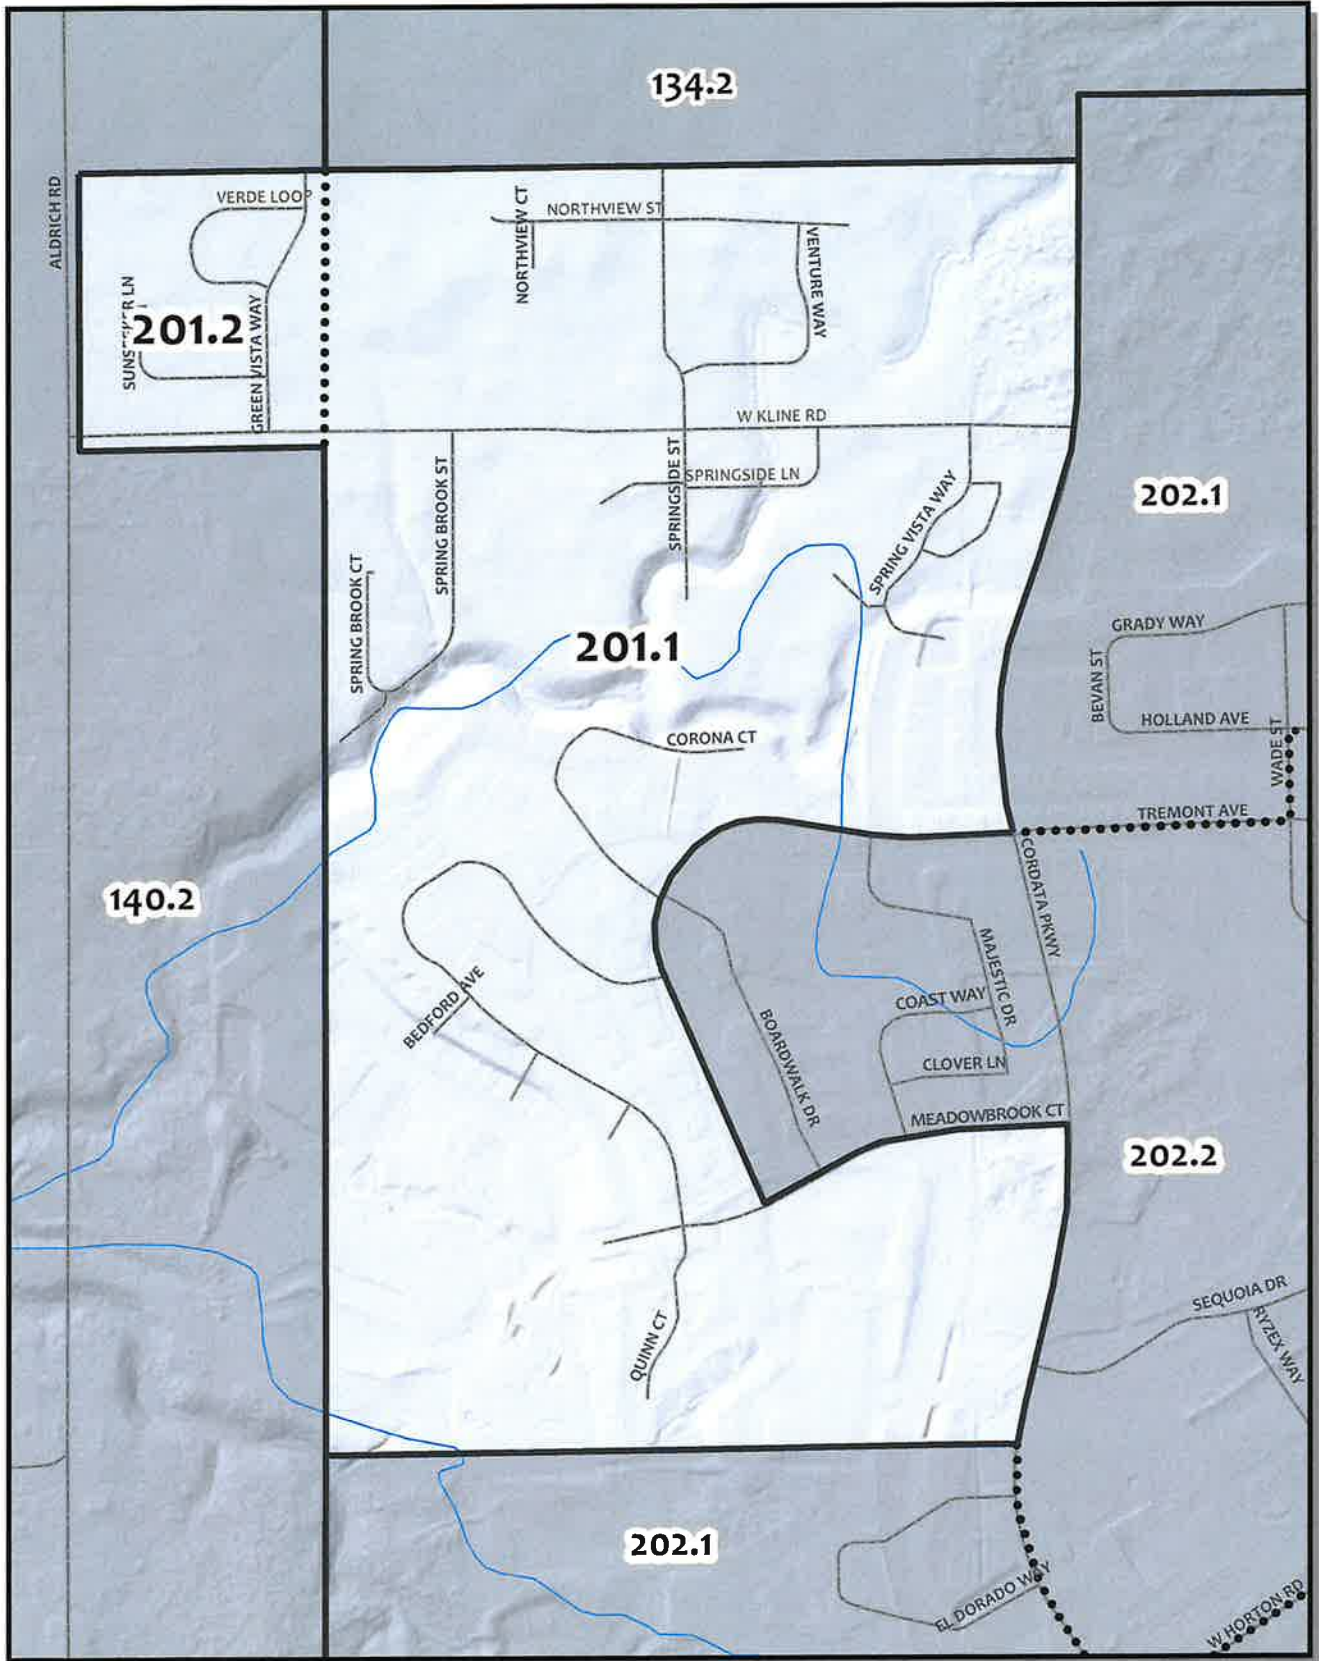 134.2
ALDRICH RD
VERDE LOOP
NORTHVIEW CT
NORTHVIEW ST
VENTURE WAY
201.2
GREEN VISTA WAY
W KLINE RD
SPRING BROOK ST
SPRINGSIDE ST
SPRINGSIDE LN
SPRING VISTA WAY
202.1
SPRING BROOK CT
201.1
GRADY WAY
BEVAN ST
HOLLAND AVE
WADE ST
CORONA CT
TREMONT AVE
CORDATA PKWY
140.2
MAJESTIC DR
BEDFORD AVE
COAST WAY
BOARDWALK DR
CLOVER LN
MEADOWBROOK CT
202.2
SEQUOIA DR
RYZEX WAY
QUINN CT
202.1
EL DORADO WAY
W HORTON RD